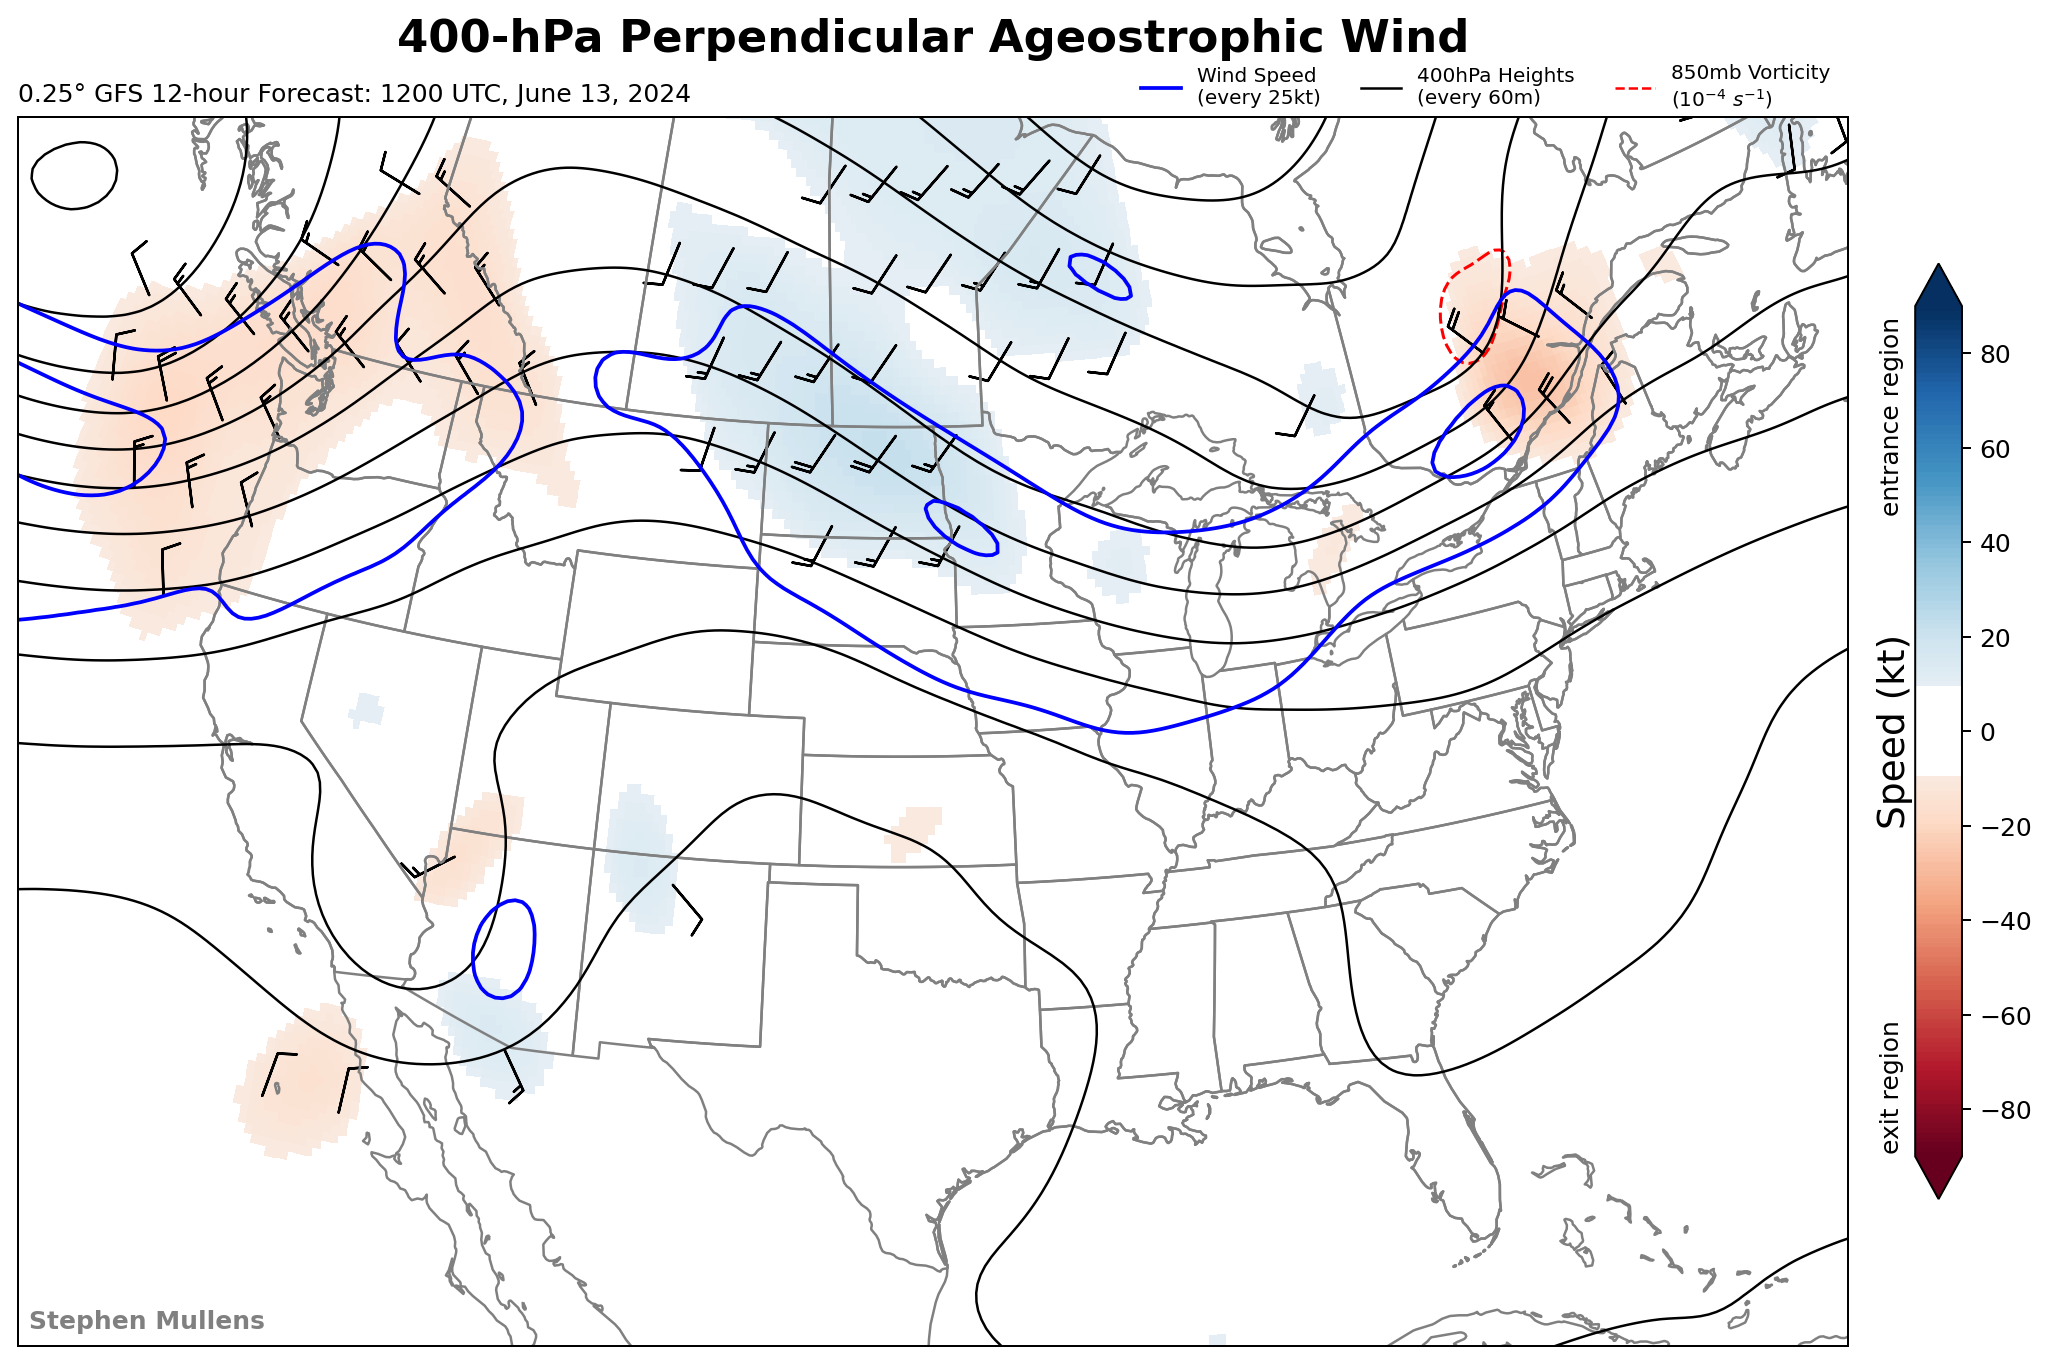 400-hPa Perpendicular Ageostrophic Wind
0.25° GFS 12-hour Forecast: 1200 UTC, June 13, 2024
Wind Speed
(every 25kt)
400hPa Heights
(every 60m)
850mb Vorticity
(10⁻⁴ s⁻¹)
entrance region
Speed (kt)
exit region
80
60
40
20
0
−20
−40
−60
−80
Stephen Mullens